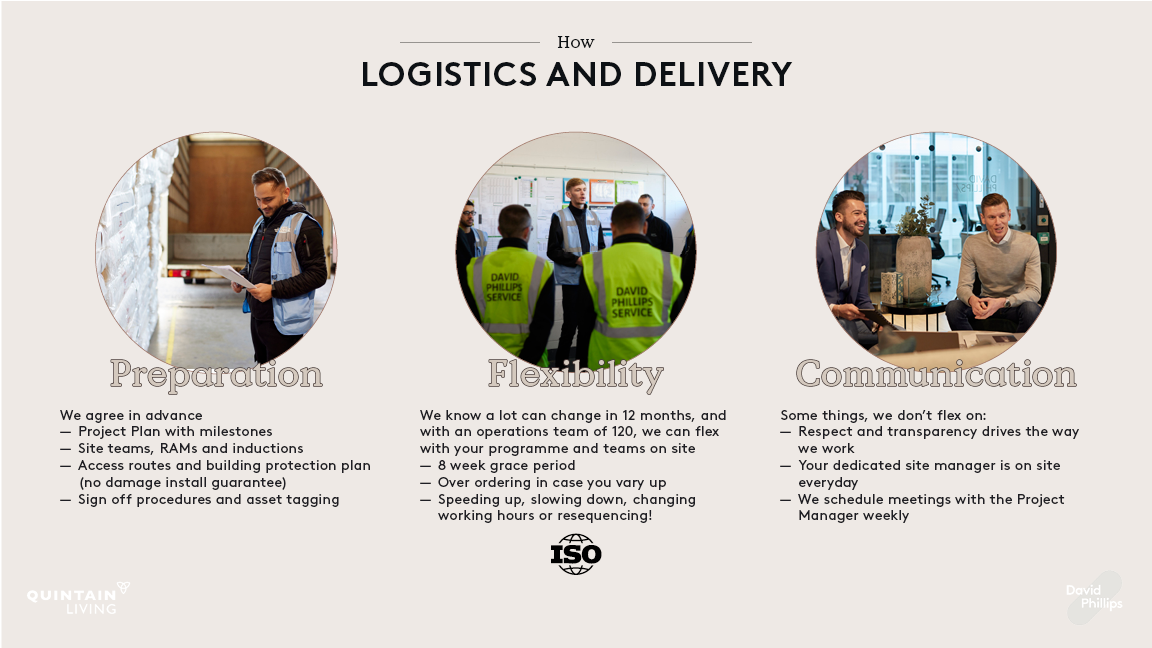 How
LOGISTICS AND DELIVERY
DAVID
PHILLIPS
SERVICE
DAVID
PHILLIPS
SERVICE
DAVID
PHILLIPS
Preparation
Flexibility
Communication
We agree in advance
— Project Plan with milestones
— Site teams, RAMs and inductions
— Access routes and building protection plan
(no damage install guarantee)
— Sign off procedures and asset tagging
We know a lot can change in 12 months, and
with an operations team of 120, we can flex
with your programme and teams on site
— 8 week grace period
— Over ordering in case you vary up
— Speeding up, slowing down, changing
working hours or resequencing!
Some things, we don’t flex on:
— Respect and transparency drives the way
we work
— Your dedicated site manager is on site
everyday
— We schedule meetings with the Project
Manager weekly
ISO
QUINTAIN
LIVING
David
Phillips